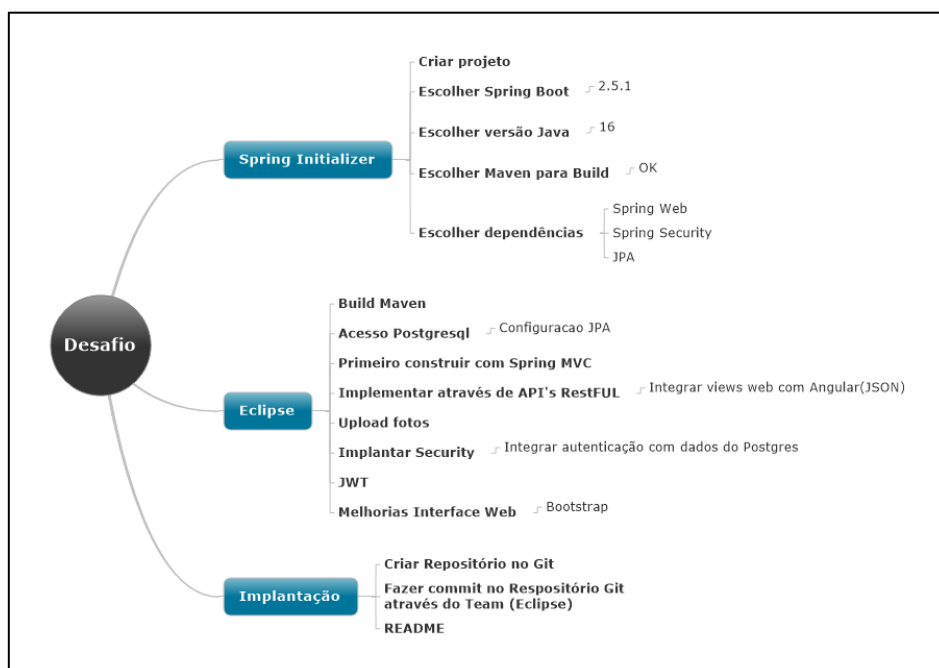 Desafio
Spring Initializer
Criar projeto
Escolher Spring Boot
2.5.1
Escolher versão Java
16
Escolher Maven para Build
OK
Escolher dependências
Spring Web
Spring Security
JPA
Eclipse
Build Maven
Acesso Postgresql
Configuracao JPA
Primeiro construir com Spring MVC
Implementar através de API's RestFUL
Integrar views web com Angular(JSON)
Upload fotos
Implantar Security
Integrar autenticação com dados do Postgres
JWT
Melhorias Interface Web
Bootstrap
Implantação
Criar Repositório no Git
Fazer commit no Respositório Git
através do Team (Eclipse)
README